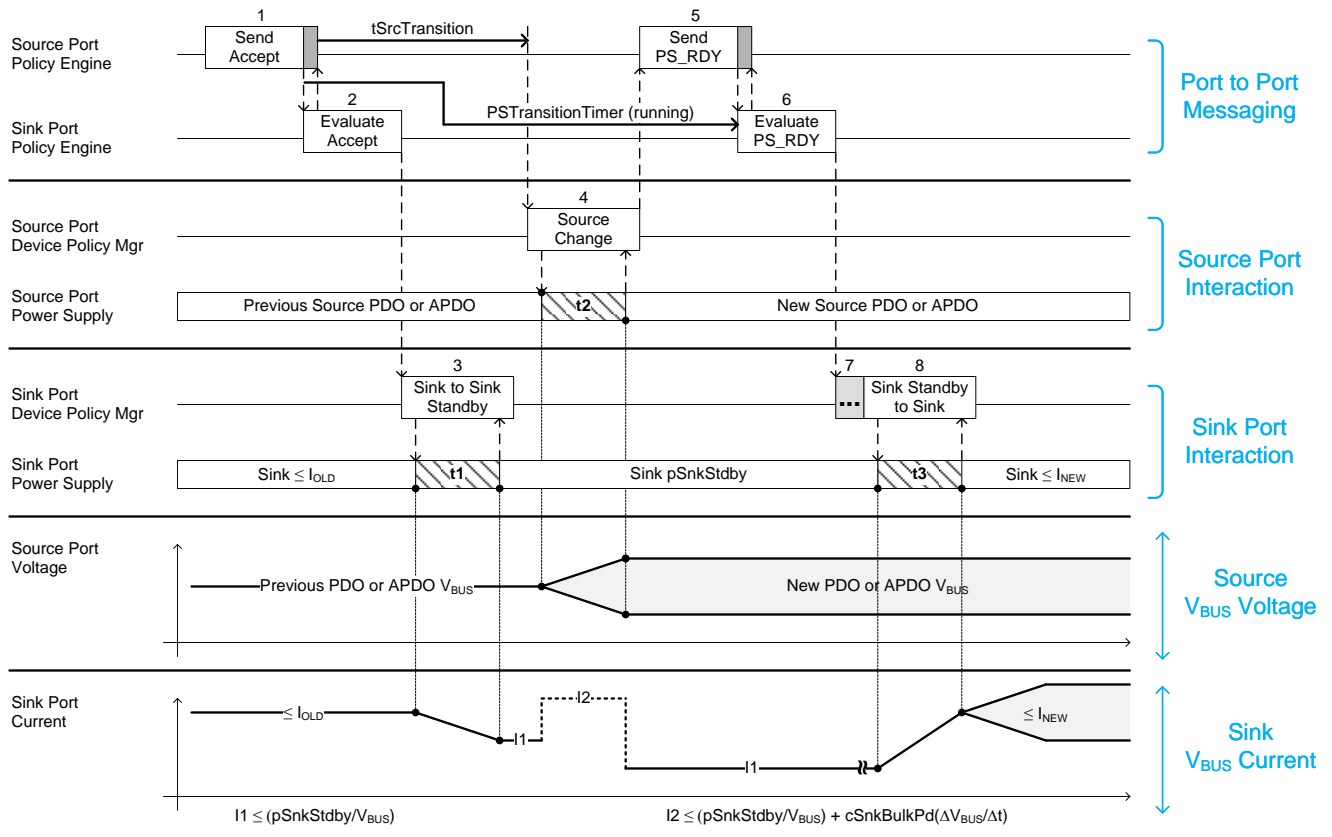 1
Send
Accept
tSrcTransition
5
Send
PS_RDY
Source Port
Policy Engine
2
Evaluate
Accept
PSTransitionTimer (running)
6
Evaluate
PS_RDY
Sink Port
Policy Engine
Port to Port
Messaging
Source Port
Device Policy Mgr
4
Source
Change
Source Port
Power Supply
Previous Source PDO or APDO
t2
New Source PDO or APDO
Source Port
Interaction
Sink Port
Device Policy Mgr
3
Sink to Sink
Standby
7
...
8
Sink Standby
to Sink
Sink Port
Power Supply
Sink ≤ IOLD
t1
Sink pSnkStdby
t3
Sink ≤ INEW
Sink Port
Interaction
Source Port
Voltage
Previous PDO or APDO VBUS
New PDO or APDO VBUS
Source
VBUS Voltage
Sink Port
Current
≤ IOLD
I1
I2
I1
≤ INEW
Sink
VBUS Current
I1 ≤ (pSnkStdby/VBUS)
I2 ≤ (pSnkStdby/VBUS) + cSnkBulkPd(ΔVBUS/Δt)